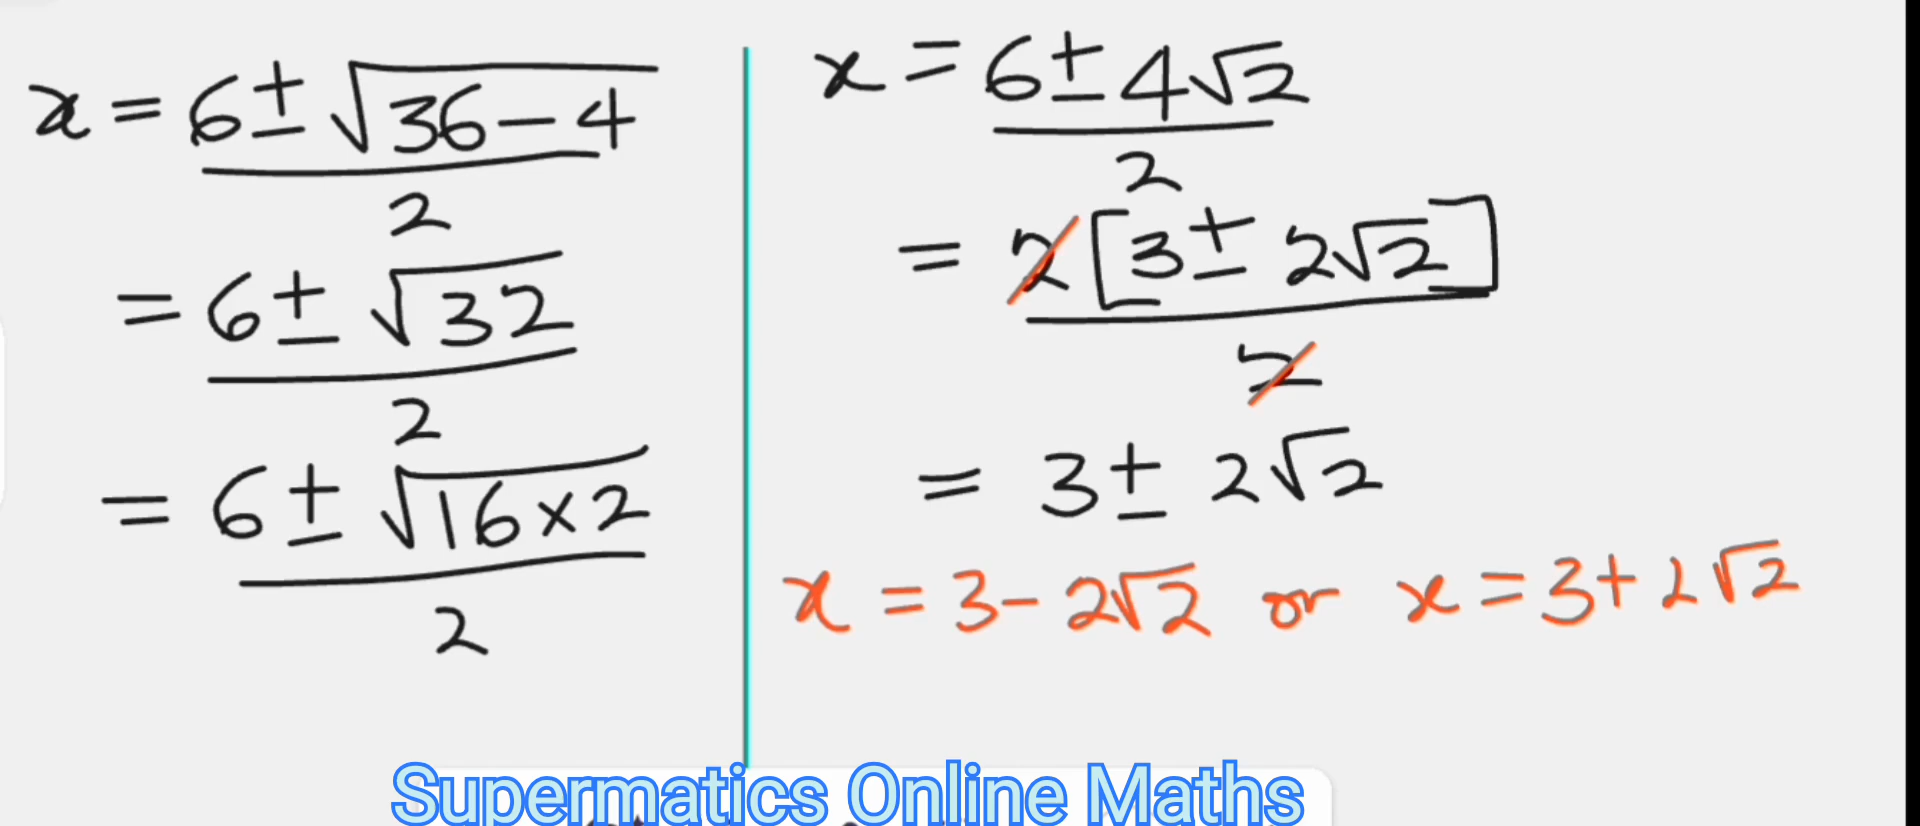 x = 6 ± √36 − 4
2
= 6 ± √32
2
= 6 ± √16 × 2
2
x = 6 ± 4√2
2
= 2[3 ± 2√2]
2
= 3 ± 2√2
x = 3 − 2√2 or x = 3 + 2√2
Supermatics Online Maths